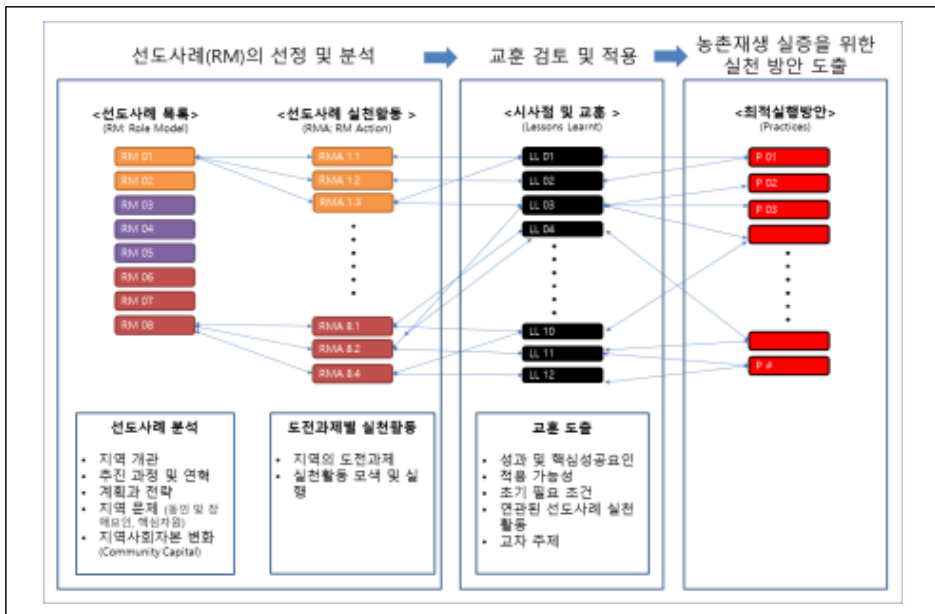 선도사례(RM)의 선정 및 분석
교훈 검토 및 적용
농촌재생 실증을 위한
실천 방안 도출
<선도사례 목록>
(RM: Role Model)
RM 01
RM 02
RM 03
RM 04
RM 05
RM 06
RM 07
RM 08
<선도사례 실천활동 >
(RMA: RM Action)
RMA 1.1
RMA 1.2
RMA 1.3
RMA 8.1
RMA 8.2
RMA 8.4
<시사점 및 교훈 >
(Lessons Learnt)
LL 01
LL 02
LL 03
LL 04
LL 10
LL 11
LL 12
<최적실행방안>
(Practices)
P 01
P 02
P 03
P #
선도사례 분석
• 지역 개관
• 추진 과정 및 연혁
• 계획과 전략
• 지역 문제 (동인 및 장
애요인, 핵심자원)
• 지역사회자본 변화
(Community Capital)
도전과제별 실천활동
• 지역의 도전과제
• 실천활동 모색 및 실
행
교훈 도출
• 성과 및 핵심성공요인
• 적용 가능성
• 초기 필요 조건
• 연관된 선도사례 실천
활동
• 교차 주제